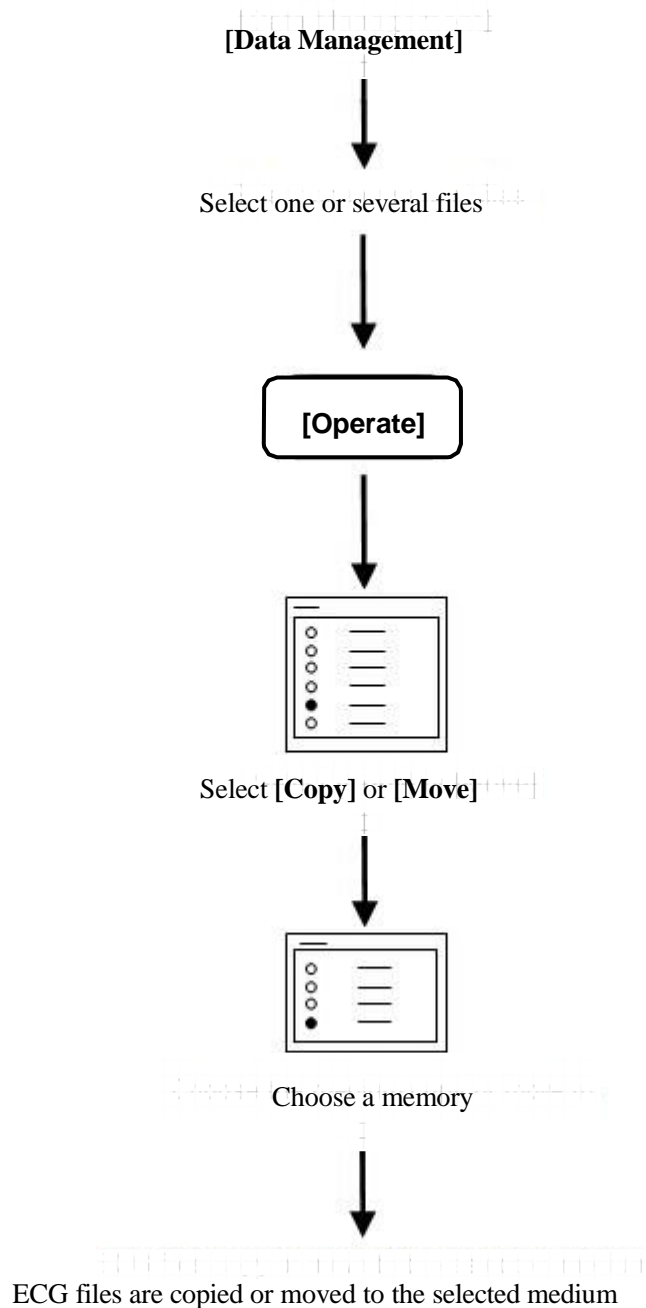 [Data Management]
Select one or several files
[Operate]
Select [Copy] or [Move]
Choose a memory
ECG files are copied or moved to the selected medium